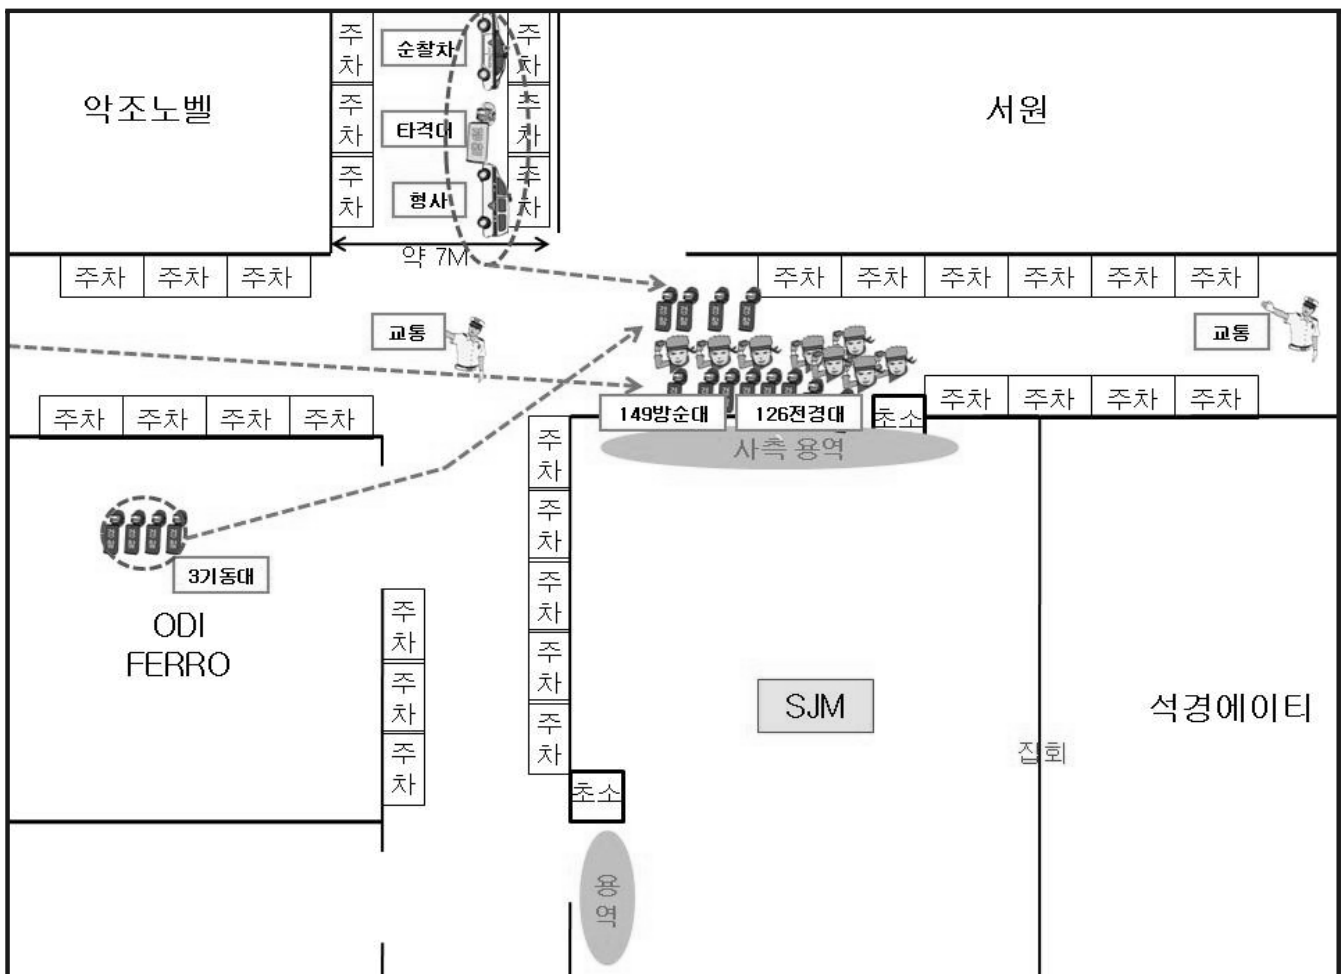 주차
순찰차
주차
악조노벨
주차
타격대
주차
서원
주차
형사
주차
약 7M
주차 주차 주차
주차 주차 주차 주차 주차 주차
교통
교통
주차 주차 주차 주차
149방순대
126전경대
초소
주차 주차 주차 주차
사측 용역
주차
주차
주차
주차
주차
3기동대
ODI
FERRO
주차
주차
주차
SJM
석경에이티
집회
초소
용역